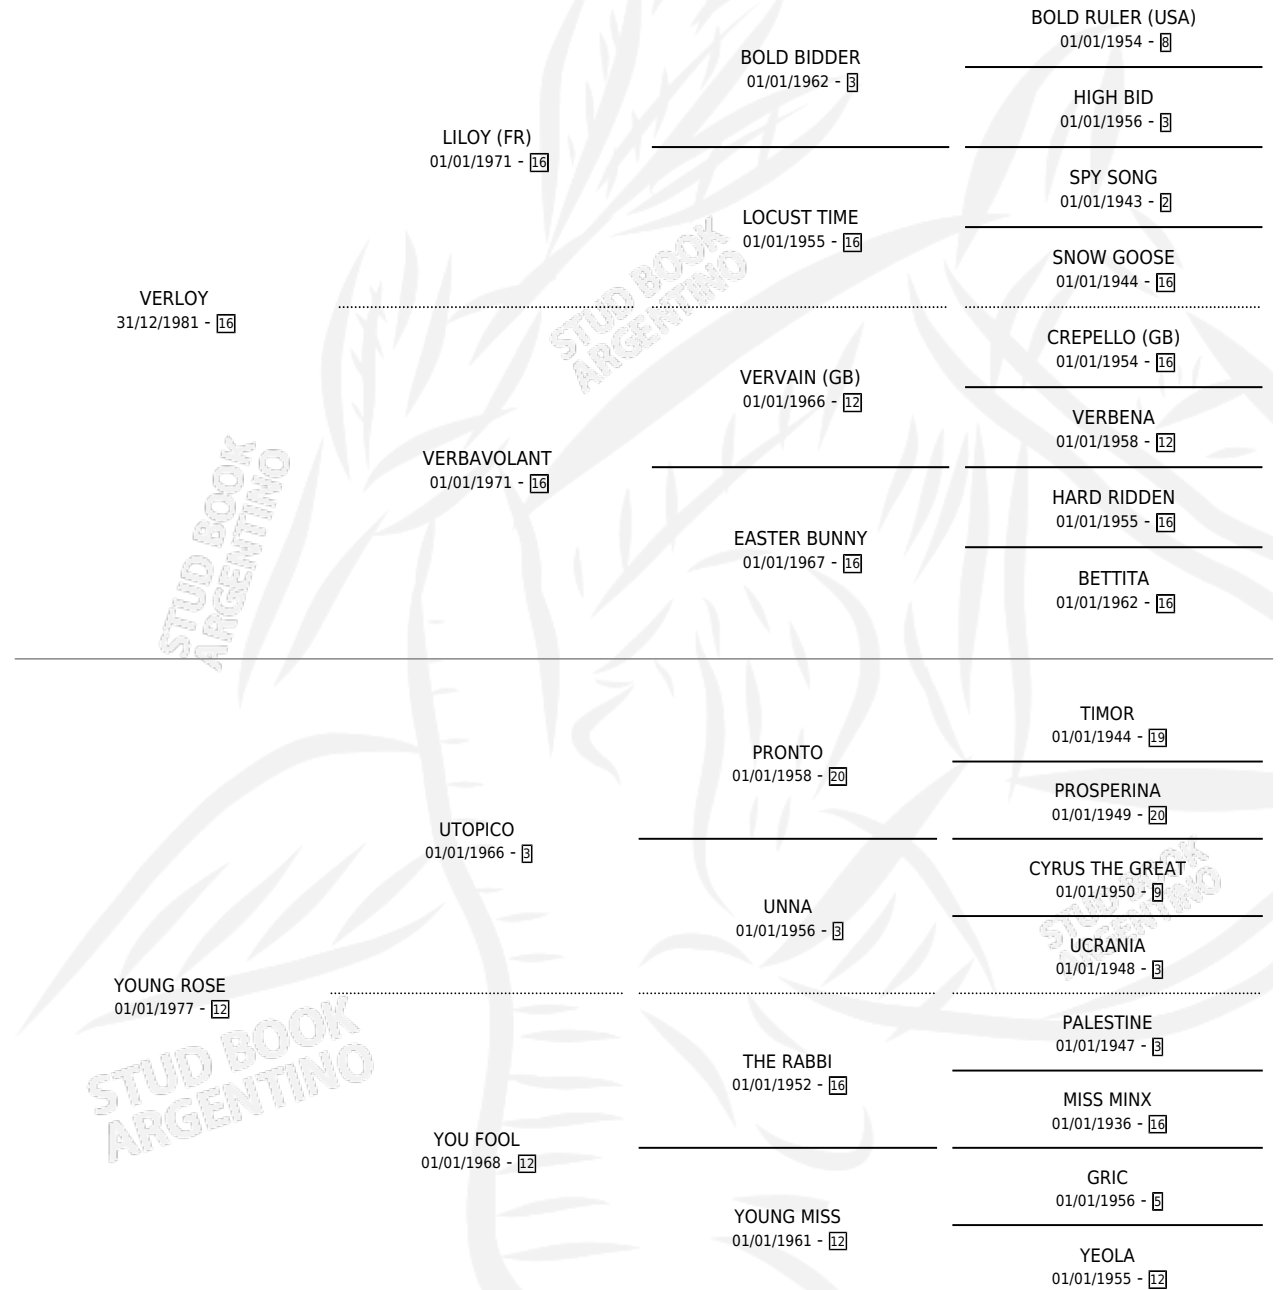 BOLD RULER (USA)
01/01/1954 - 8
BOLD BIDDER
01/01/1962 - 3
HIGH BID
01/01/1956 - 3
LILOY (FR)
01/01/1971 - 16
SPY SONG
01/01/1943 - 2
LOCUST TIME
01/01/1955 - 16
SNOW GOOSE
01/01/1944 - 16
VERLOY
31/12/1981 - 16
STUD BOOK
ARGENTINO
CREPELLO (GB)
01/01/1954 - 16
VERVAIN (GB)
01/01/1966 - 12
VERBENA
01/01/1958 - 12
VERBAVOLANT
01/01/1971 - 16
HARD RIDDEN
01/01/1955 - 16
EASTER BUNNY
01/01/1967 - 16
BETTITA
01/01/1962 - 16
STUD BOOK
ARGENTINO
TIMOR
01/01/1944 - 19
PRONTO
01/01/1958 - 20
PROSPERINA
01/01/1949 - 20
UTOPICO
01/01/1966 - 3
CYRUS THE GREAT
01/01/1950 - 9
UNNA
01/01/1956 - 3
STUD BOOK
ARGENTINO
UCRANIA
01/01/1948 - 3
YOUNG ROSE
01/01/1977 - 12
STUD BOOK
ARGENTINO
PALESTINE
01/01/1947 - 3
THE RABBI
01/01/1952 - 16
MISS MINX
01/01/1936 - 16
YOU FOOL
01/01/1968 - 12
GRIC
01/01/1956 - 5
YOUNG MISS
01/01/1961 - 12
YEOLA
01/01/1955 - 12